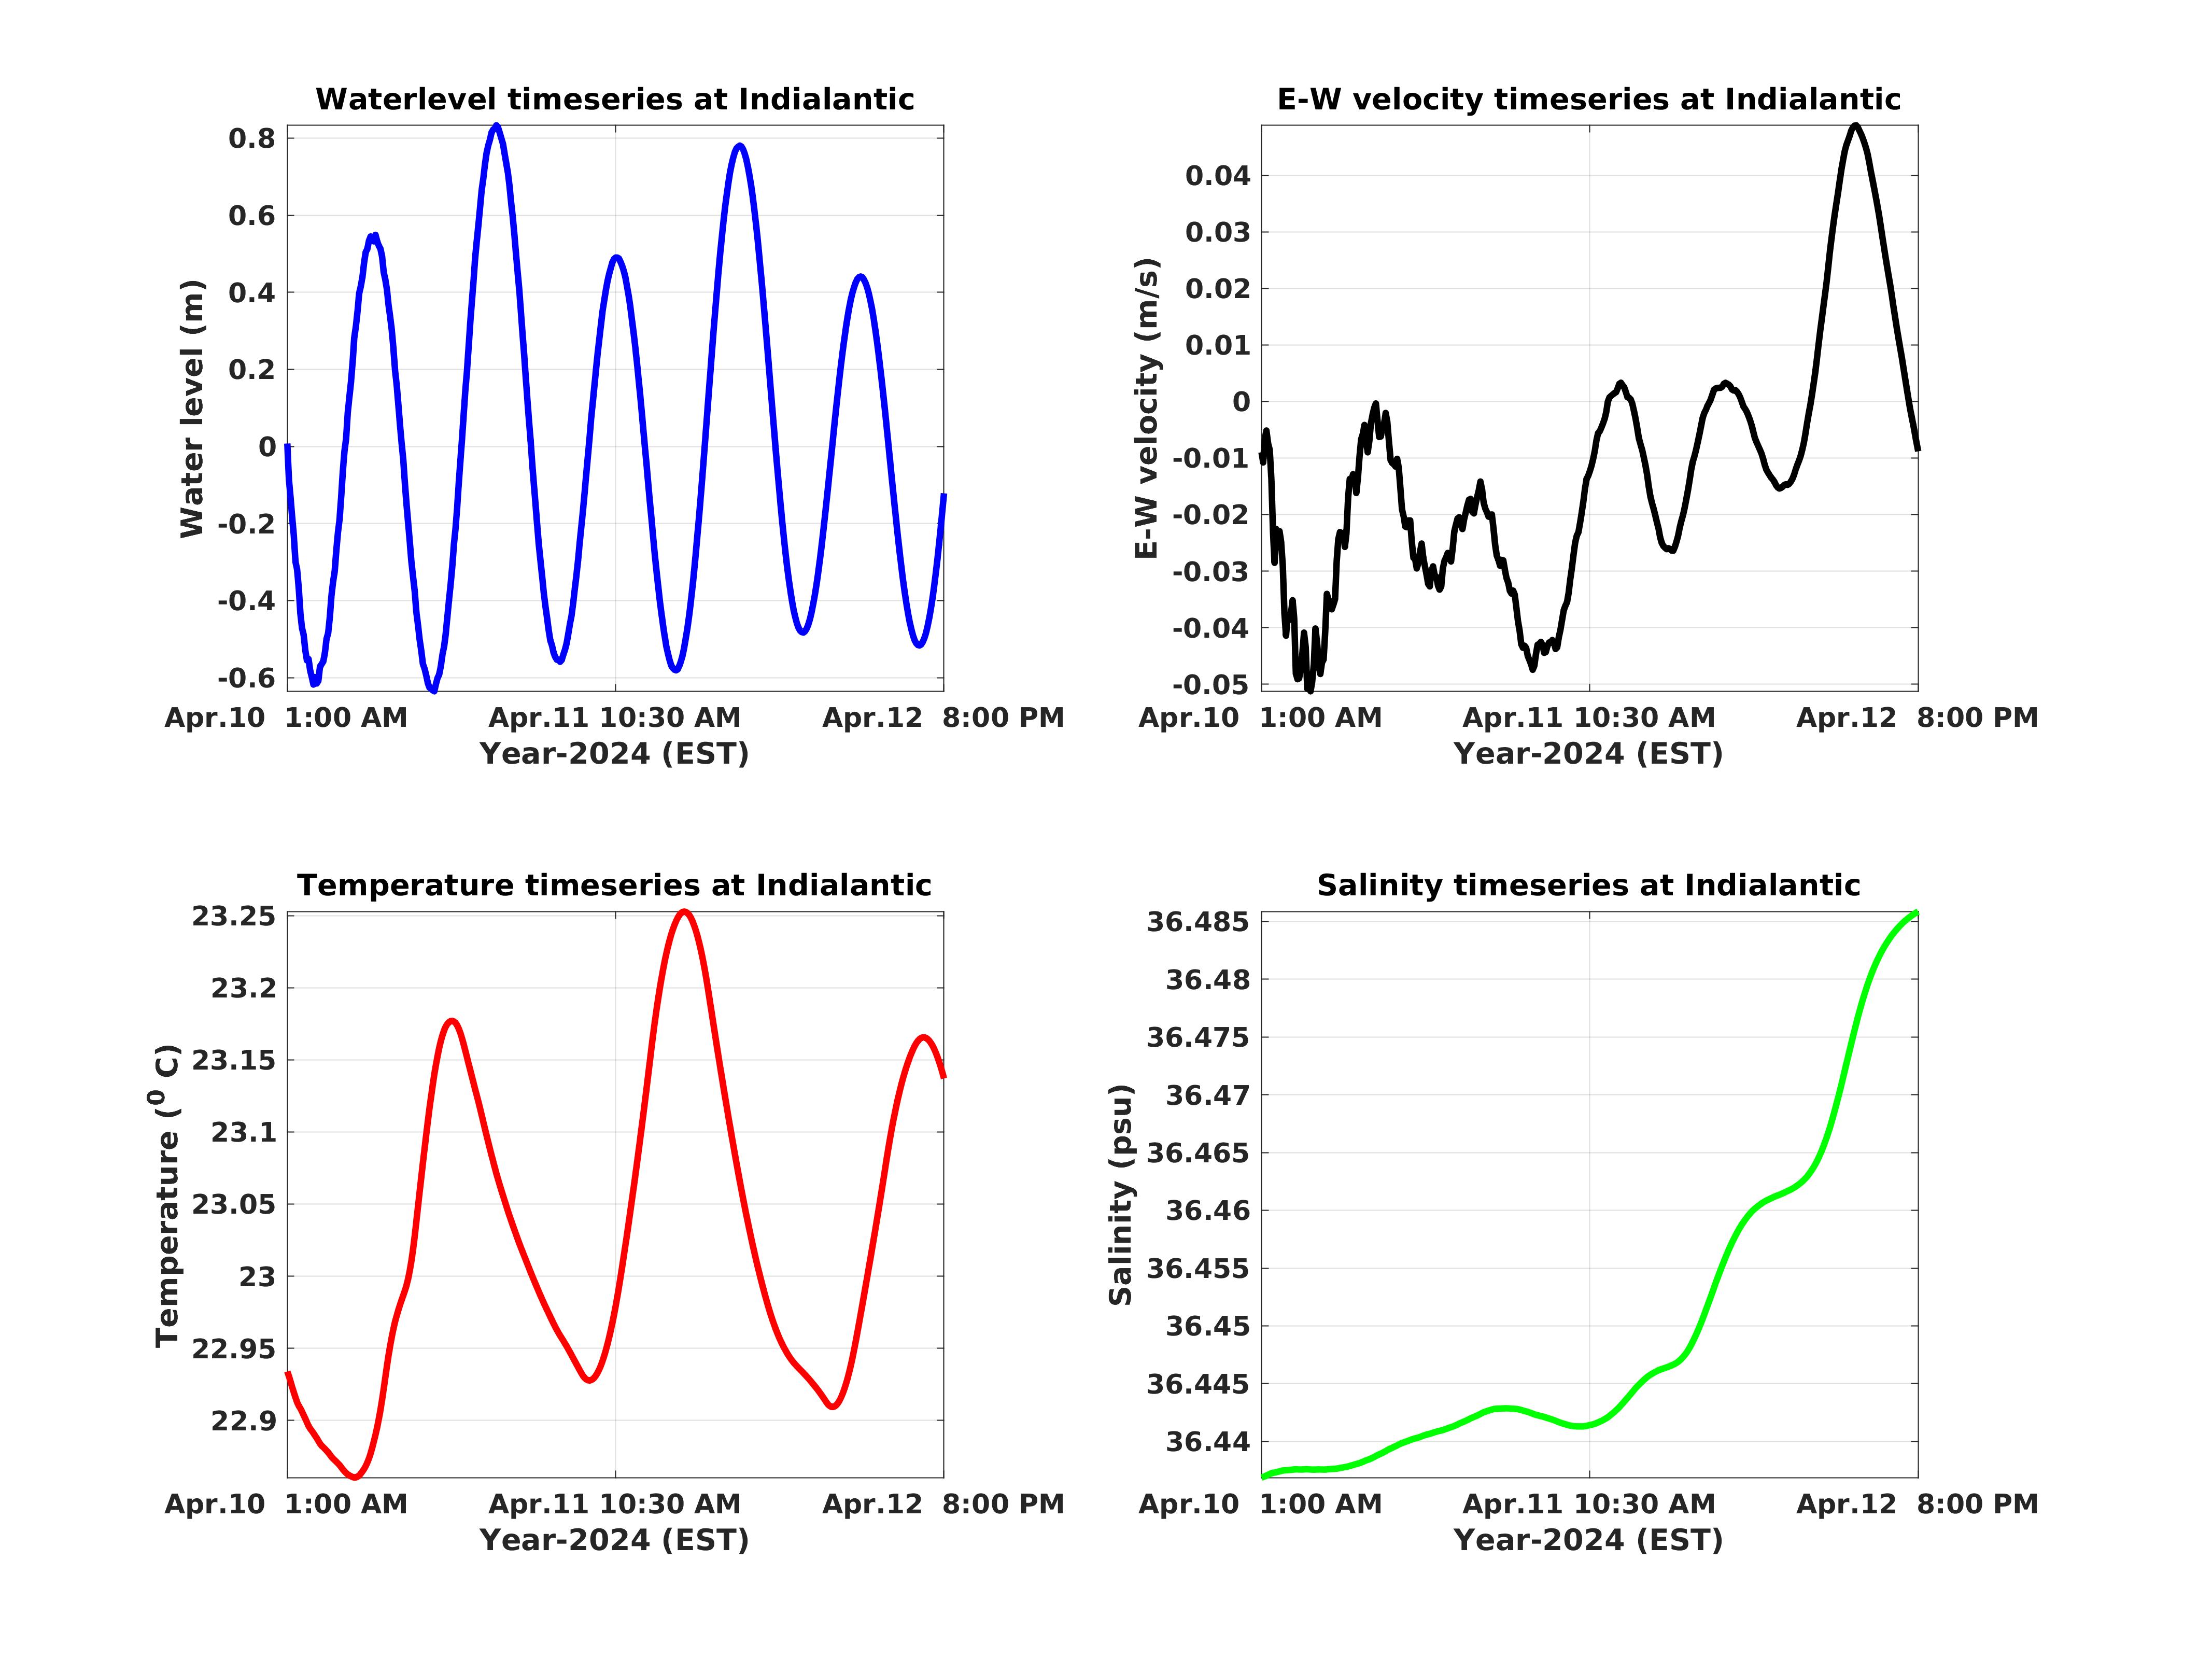 Waterlevel timeseries at Indialantic
0.8
0.6
0.4
0.2
0
-0.2
-0.4
-0.6
Water level (m)
Apr.10 1:00 AM Apr.11 10:30 AM Apr.12 8:00 PM
Year-2024 (EST)
E-W velocity timeseries at Indialantic
0.04
0.03
0.02
0.01
0
-0.01
-0.02
-0.03
-0.04
-0.05
E-W velocity (m/s)
Apr.10 1:00 AM Apr.11 10:30 AM Apr.12 8:00 PM
Year-2024 (EST)
Temperature timeseries at Indialantic
23.25
23.2
23.15
23.1
23.05
23
22.95
22.9
Temperature (⁰ C)
Apr.10 1:00 AM Apr.11 10:30 AM Apr.12 8:00 PM
Year-2024 (EST)
Salinity timeseries at Indialantic
36.485
36.48
36.475
36.47
36.465
36.46
36.455
36.45
36.445
36.44
Salinity (psu)
Apr.10 1:00 AM Apr.11 10:30 AM Apr.12 8:00 PM
Year-2024 (EST)